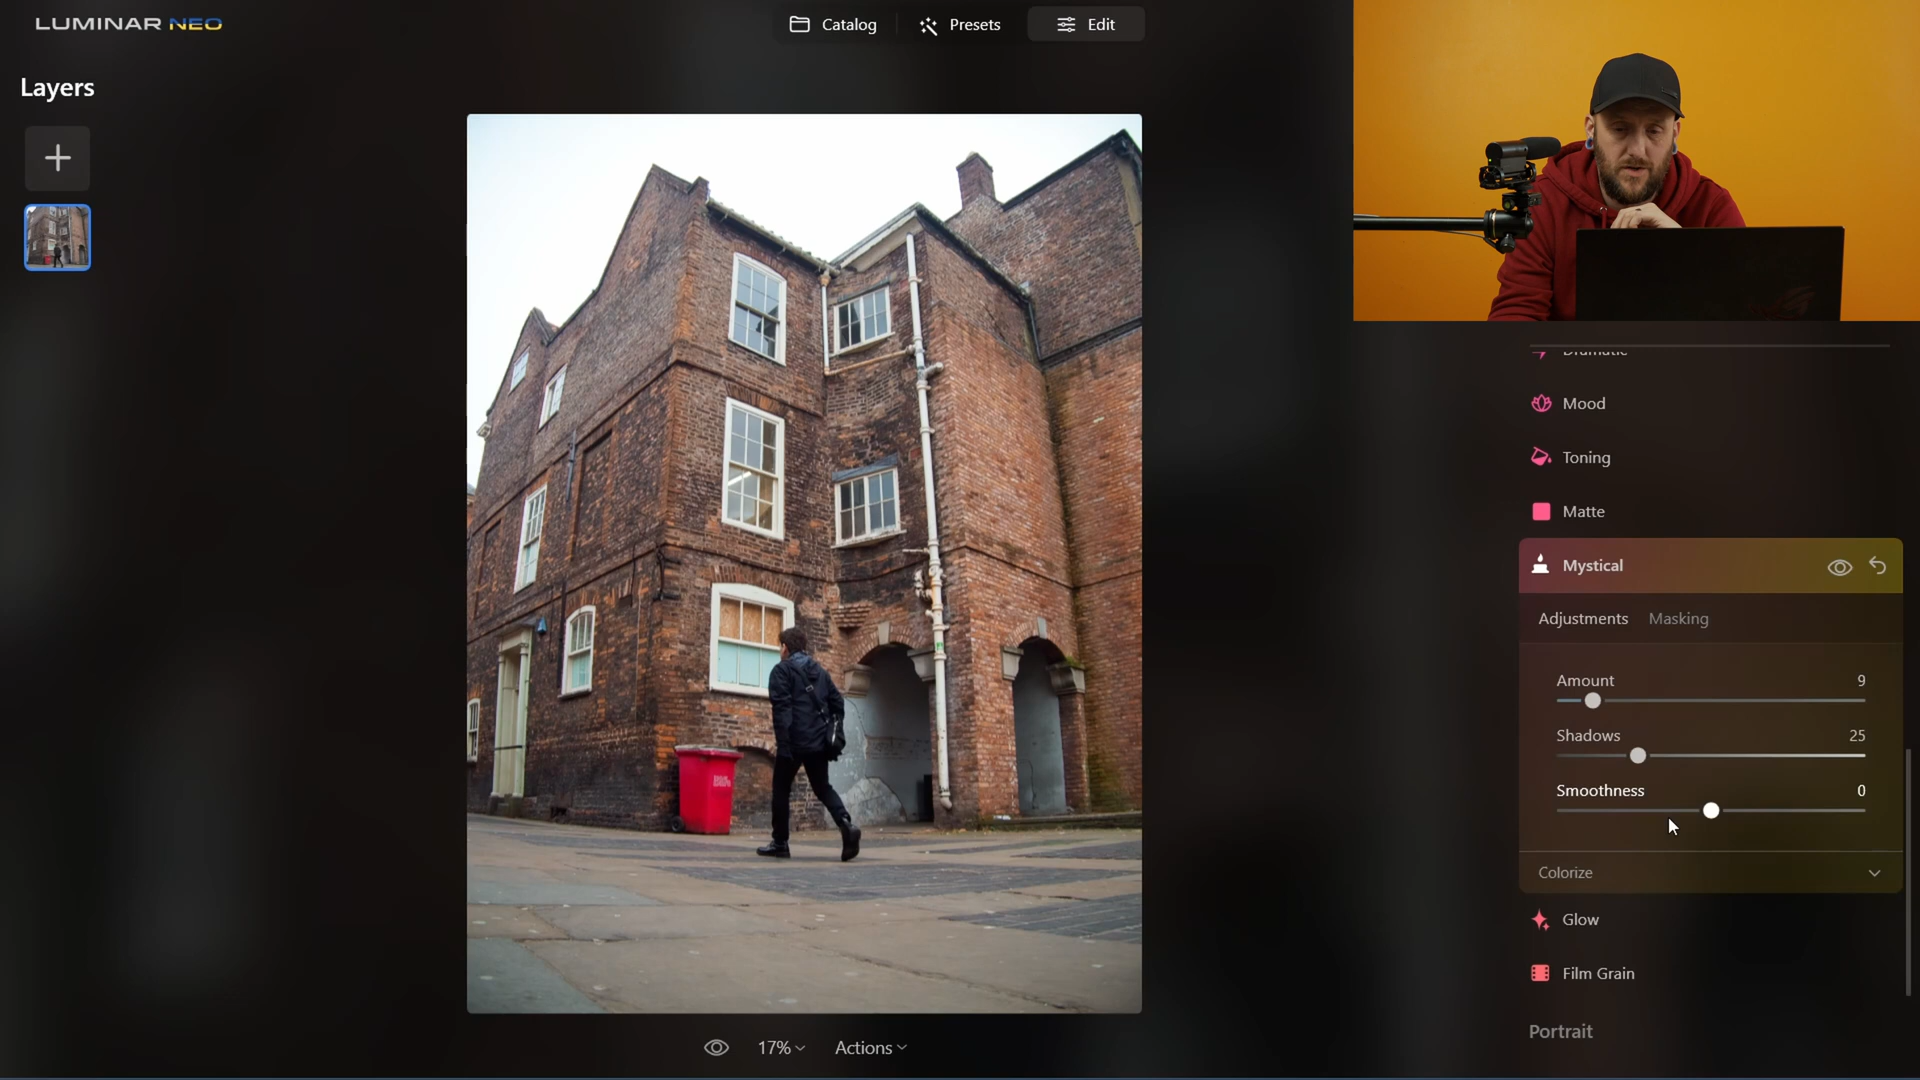 LUMINAR NEO
Catalog
Presets
Edit
Layers
Dramatic
Mood
Toning
Matte
Mystical
Adjustments
Masking
Amount 9
Shadows 25
Smoothness 0
Colorize
Glow
Film Grain
Portrait
17%
Actions